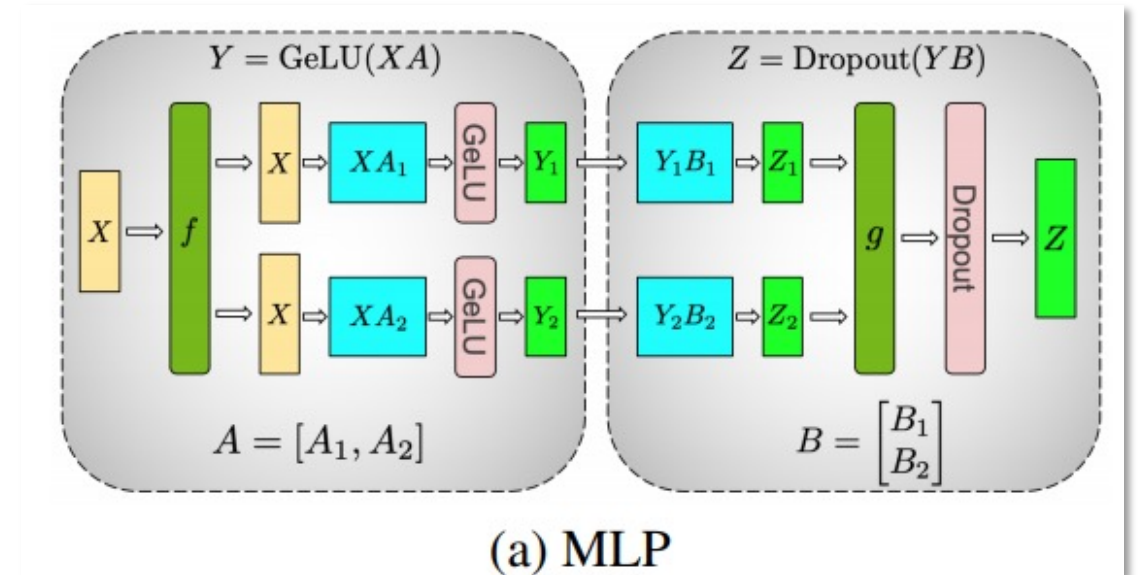 Y = GeLU(XA)
Z = Dropout(YB)
X
f
X
XA₁
GeLU
Y₁
X
XA₂
GeLU
Y₂
Y₁B₁
Z₁
Y₂B₂
Z₂
g
Dropout
Z
A = [A₁, A₂]
B = [B₁
B₂]
(a) MLP